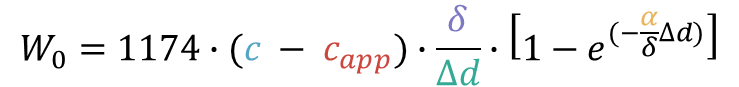 W₀ = 1174 · (c − c_app) · δ/Δd · [1 − e^(−α/δ Δd)]